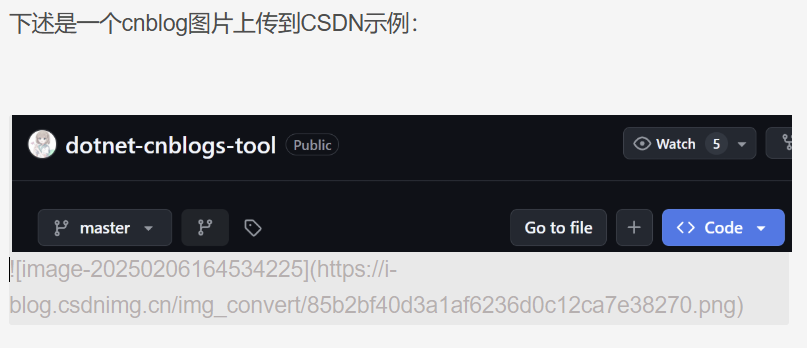 下述是一个cnblog图片上传到CSDN示例：
dotnet-cnblogs-tool Public Watch 5
master Go to file Code
![image-20250206164534225](https://i-
blog.csdnimg.cn/img_convert/85b2bf40d3a1af6236d0c12ca7e38270.png)